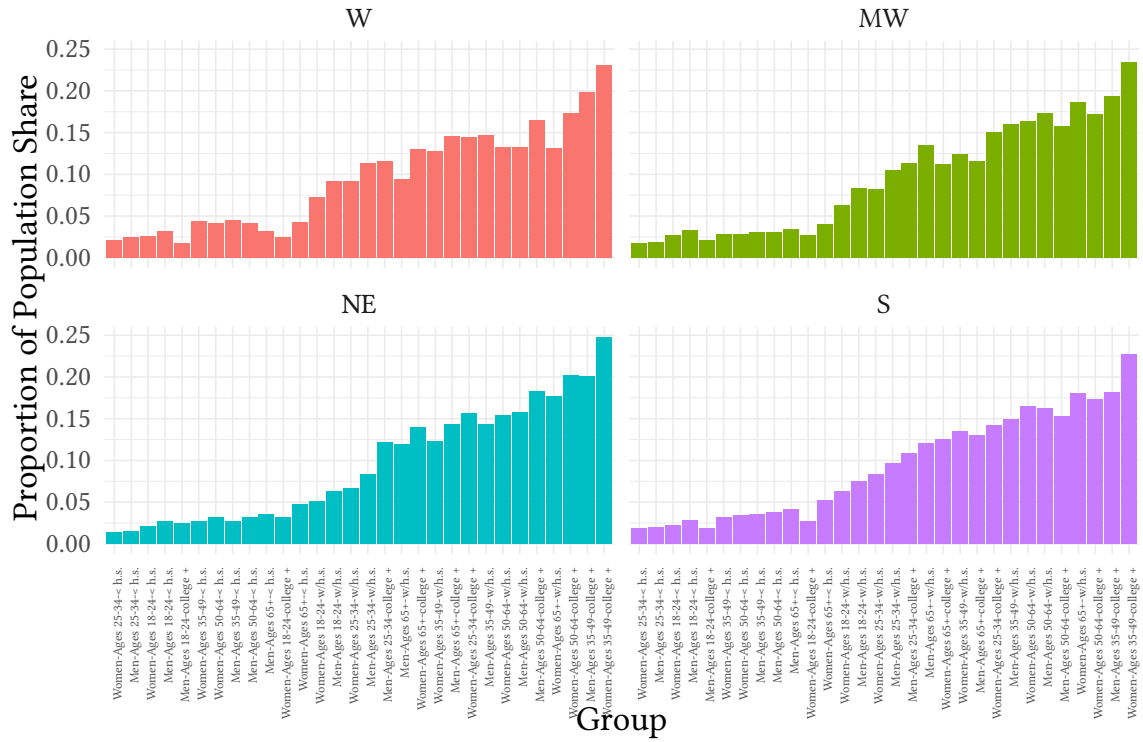 W
MW
0.25
0.20
0.15
0.10
0.05
0.00
NE
S
0.25
0.20
0.15
0.10
0.05
0.00
Proportion of Population Share
Women-Ages 25-34-< h.s.
Men-Ages 25-34-< h.s.
Women-Ages 18-24-< h.s.
Men-Ages 18-24-< h.s.
Men-Ages 18-24-college +
Women-Ages 35-49-< h.s.
Women-Ages 50-64-< h.s.
Men-Ages 35-49-< h.s.
Men-Ages 50-64-< h.s.
Men-Ages 65+-< h.s.
Women-Ages 18-24-college +
Women-Ages 65+-< h.s.
Women-Ages 18-24-w/h.s.
Men-Ages 18-24-w/h.s.
Women-Ages 25-34-w/h.s.
Men-Ages 25-34-w/h.s.
Men-Ages 25-34-college +
Men-Ages 65+-w/h.s.
Women-Ages 65+-college +
Women-Ages 35-49-w/h.s.
Men-Ages 65+-college +
Women-Ages 25-34-college +
Men-Ages 35-49-w/h.s.
Women-Ages 50-64-w/h.s.
Men-Ages 50-64-w/h.s.
Men-Ages 50-64-college +
Women-Ages 65+-w/h.s.
Women-Ages 50-64-college +
Men-Ages 35-49-college +
Women-Ages 35-49-college +
Women-Ages 25-34-< h.s.
Men-Ages 25-34-< h.s.
Women-Ages 18-24-< h.s.
Men-Ages 18-24-< h.s.
Men-Ages 18-24-college +
Women-Ages 35-49-< h.s.
Women-Ages 50-64-< h.s.
Men-Ages 35-49-< h.s.
Men-Ages 50-64-< h.s.
Men-Ages 65+-< h.s.
Women-Ages 18-24-college +
Women-Ages 65+-< h.s.
Women-Ages 18-24-w/h.s.
Men-Ages 18-24-w/h.s.
Women-Ages 25-34-w/h.s.
Men-Ages 25-34-w/h.s.
Men-Ages 25-34-college +
Men-Ages 65+-w/h.s.
Women-Ages 65+-college +
Women-Ages 35-49-w/h.s.
Men-Ages 65+-college +
Women-Ages 25-34-college +
Men-Ages 35-49-w/h.s.
Women-Ages 50-64-w/h.s.
Men-Ages 50-64-w/h.s.
Men-Ages 50-64-college +
Women-Ages 65+-w/h.s.
Women-Ages 50-64-college +
Men-Ages 35-49-college +
Women-Ages 35-49-college +
Group